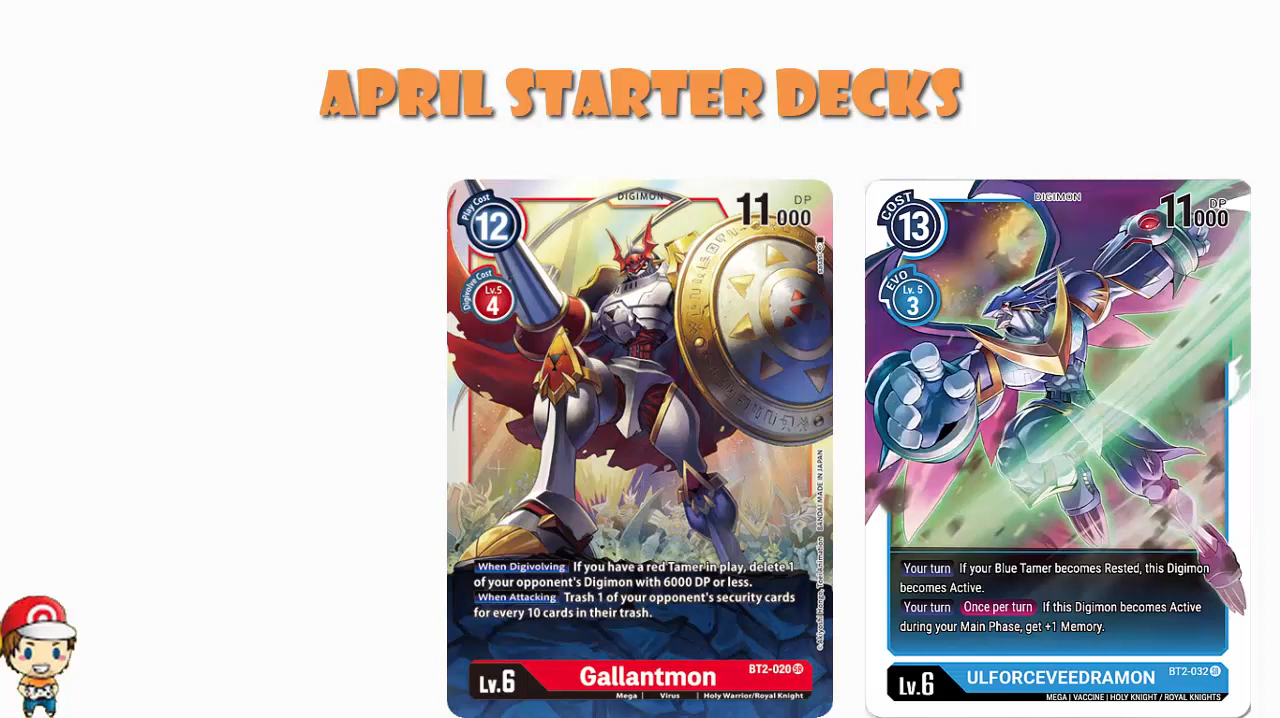 APRIL STARTER DECKS
Play Cost
12
DIGIMON
11000
DP
Digivolve Cost
Lv.5
4
When Digivolving If you have a red Tamer in play, delete 1
of your opponent's Digimon with 6000 DP or less.
When Attacking Trash 1 of your opponent's security cards
for every 10 cards in their trash.
Lv.6
Gallantmon
BT2-020 SR
Mega | Virus | Holy Warrior/Royal Knight
©Akiyoshi Hongo, Toei Animation BANDAI MADE IN JAPAN
COST
13
DIGIMON
11000
DP
EVO
Lv. 5
3
Your turn If your Blue Tamer becomes Rested, this Digimon
becomes Active.
Your turn Once per turn If this Digimon becomes Active
during your Main Phase, get +1 Memory.
Lv.6
ULFORCEVEEDRAMON
BT2-032 SR
MEGA | VACCINE | HOLY KNIGHT / ROYAL KNIGHTS